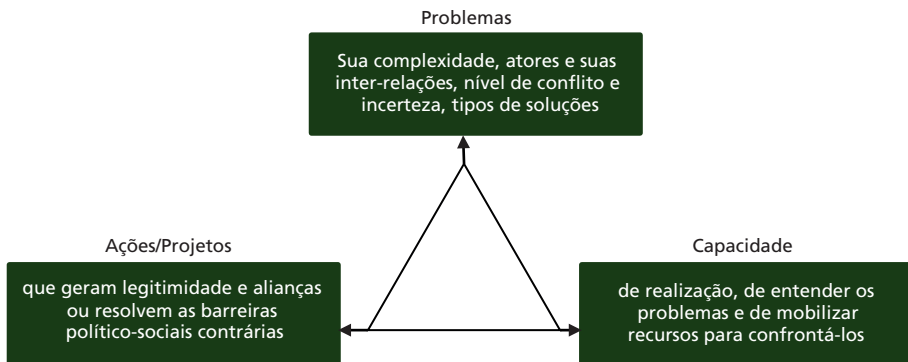 Problemas
Sua complexidade, atores e suas
inter-relações, nível de conflito e
incerteza, tipos de soluções
Ações/Projetos
que geram legitimidade e alianças
ou resolvem as barreiras
político-sociais contrárias
Capacidade
de realização, de entender os
problemas e de mobilizar
recursos para confrontá-los